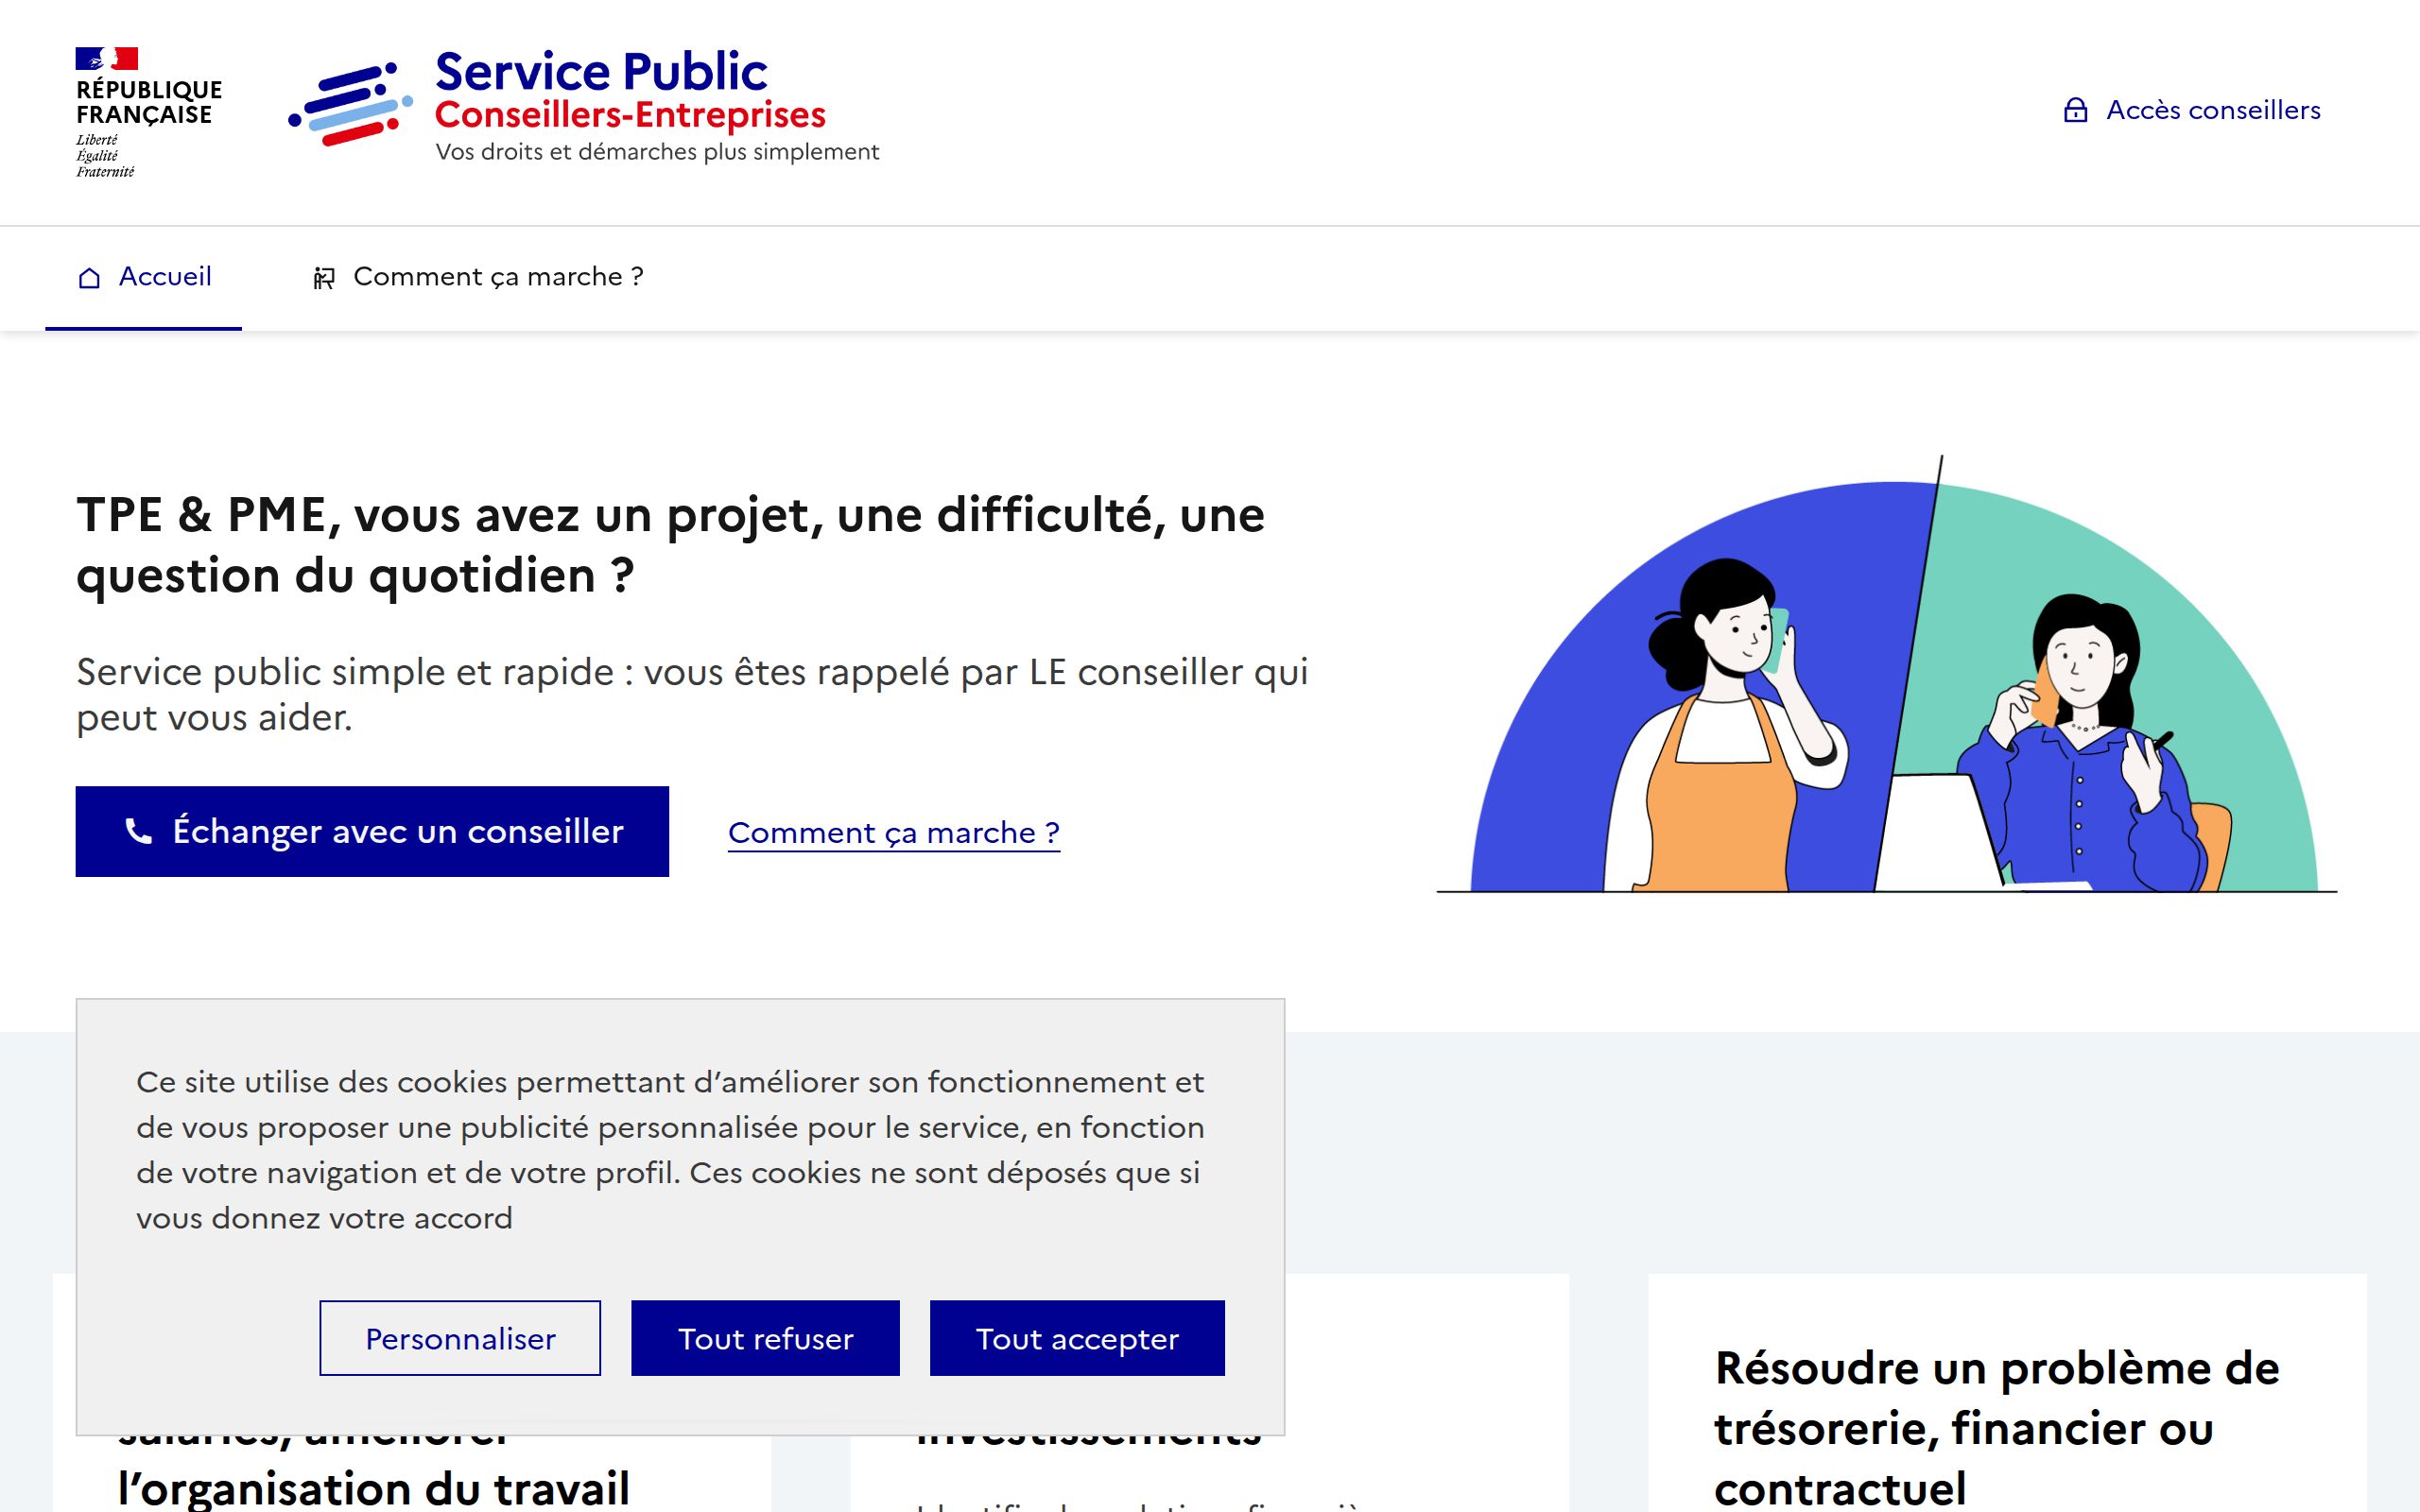 RÉPUBLIQUE
FRANÇAISE
Liberté
Égalité
Fraternité
Service Public
Conseillers-Entreprises
Vos droits et démarches plus simplement
Accès conseillers
Accueil
Comment ça marche ?
TPE & PME, vous avez un projet, une difficulté, une
question du quotidien ?
Service public simple et rapide : vous êtes rappelé par LE conseiller qui
peut vous aider.
Échanger avec un conseiller
Comment ça marche ?
Ce site utilise des cookies permettant d’améliorer son fonctionnement et
de vous proposer une publicité personnalisée pour le service, en fonction
de votre navigation et de votre profil. Ces cookies ne sont déposés que si
vous donnez votre accord
Personnaliser
Tout refuser
Tout accepter
salariés, améliorer
l’organisation du travail
investissements
Résoudre un problème de
trésorerie, financier ou
contractuel